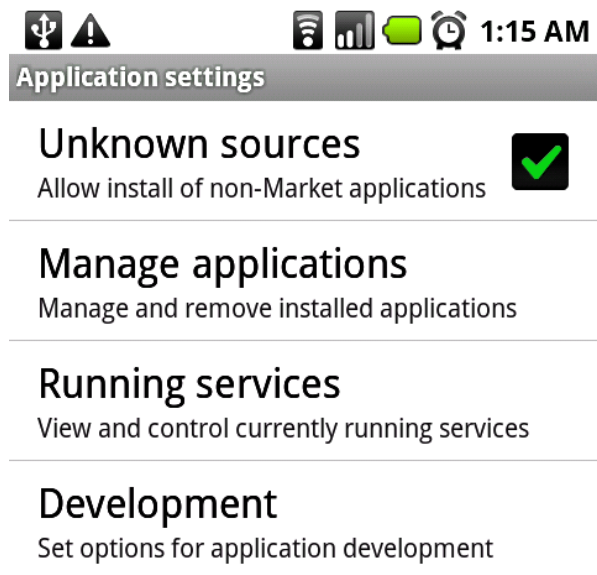 1:15 AM
Application settings
Unknown sources
Allow install of non-Market applications
Manage applications
Manage and remove installed applications
Running services
View and control currently running services
Development
Set options for application development